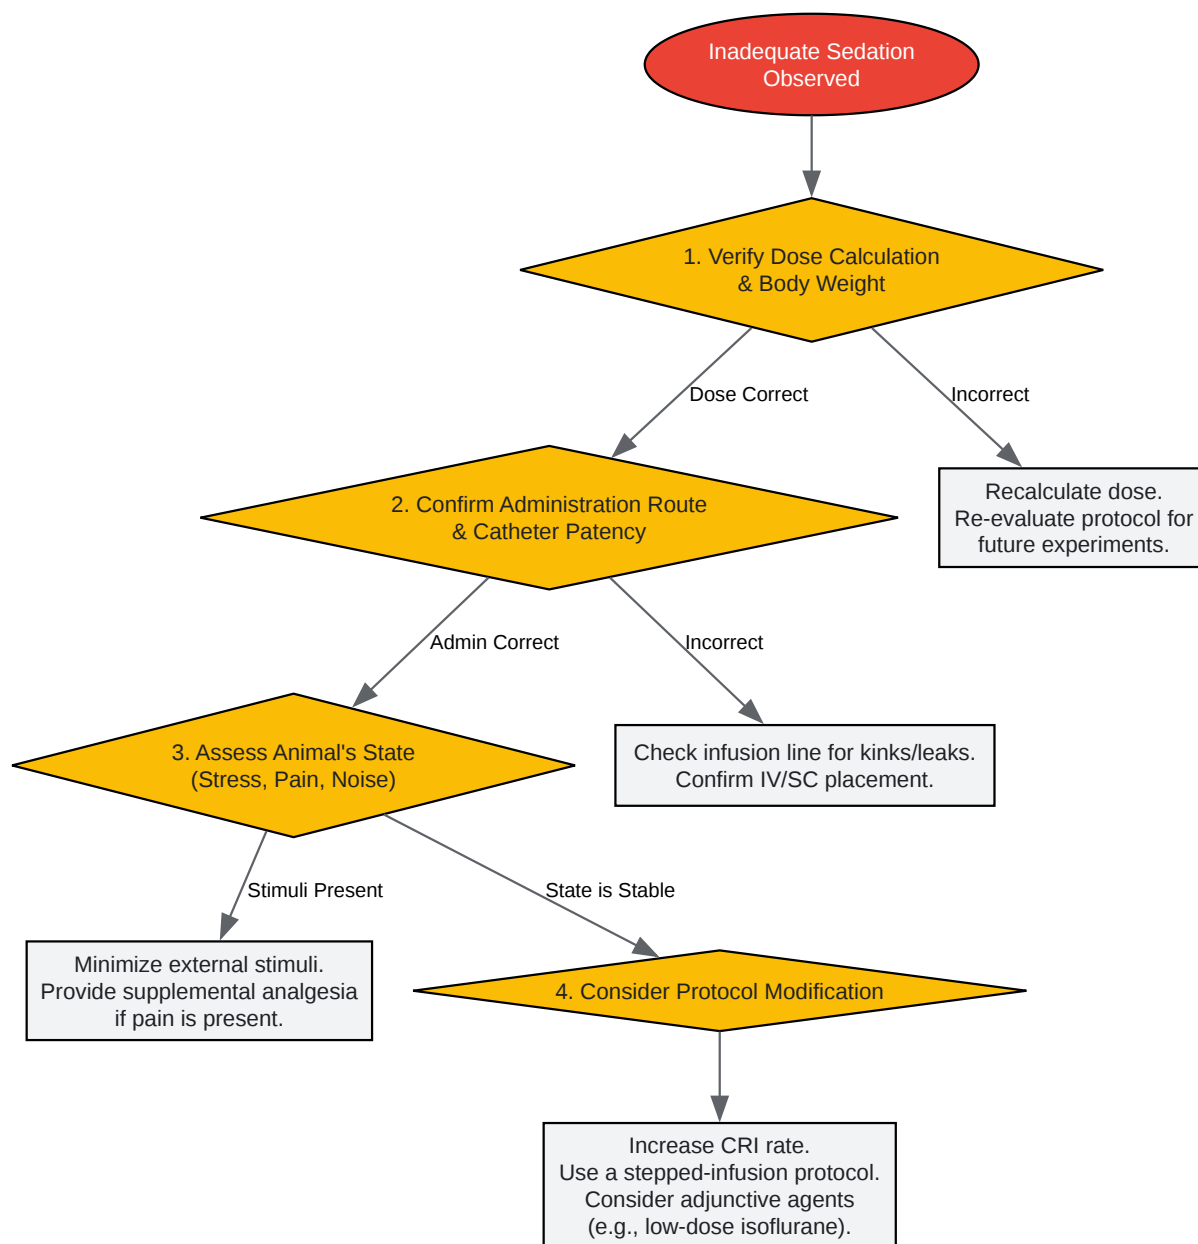 Inadequate Sedation
Observed
1. Verify Dose Calculation
& Body Weight
Dose Correct
Incorrect
2. Confirm Administration Route
& Catheter Patency
Recalculate dose.
Re-evaluate protocol for
future experiments.
Admin Correct
Incorrect
3. Assess Animal's State
(Stress, Pain, Noise)
Check infusion line for kinks/leaks.
Confirm IV/SC placement.
Stimuli Present
State is Stable
Minimize external stimuli.
Provide supplemental analgesia
if pain is present.
4. Consider Protocol Modification
Increase CRI rate.
Use a stepped-infusion protocol.
Consider adjunctive agents
(e.g., low-dose isoflurane).